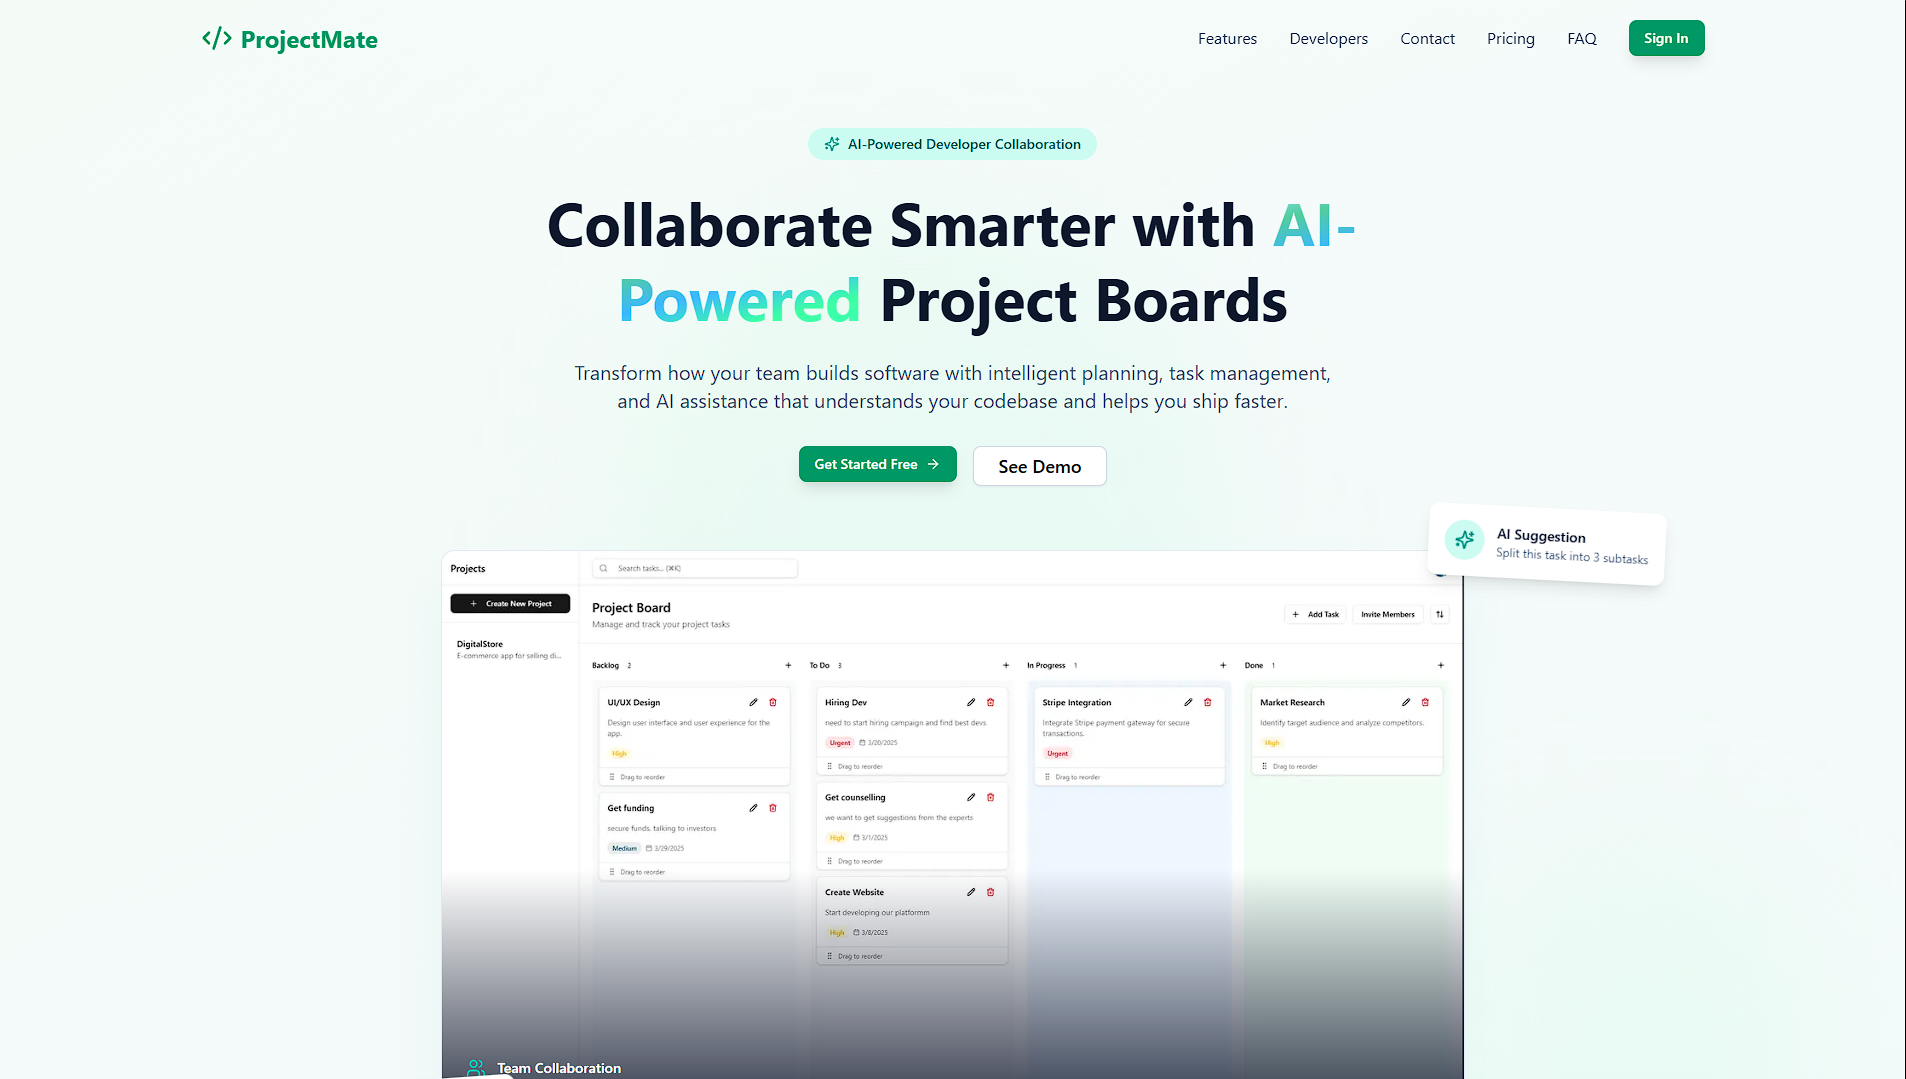 </> ProjectMate
Features
Developers
Contact
Pricing
FAQ
Sign In
AI-Powered Developer Collaboration
Collaborate Smarter with AI-
Powered Project Boards
Transform how your team builds software with intelligent planning, task management,
and AI assistance that understands your codebase and helps you ship faster.
Get Started Free →
See Demo
AI Suggestion
Split this task into 3 subtasks
Projects
Search tasks... (⌘K)
+ Create New Project
DigitalStore
E-commerce app for selling di...
Project Board
Manage and track your project tasks
+ Add Task
Invite Members
Backlog 2 +
UI/UX Design
Design user interface and user experience for the
app.
High
Drag to reorder
Get funding
secure funds. talking to investors
Medium 3/29/2025
Drag to reorder
To Do 3 +
Hiring Dev
need to start hiring campaign and find best devs
Urgent 3/20/2025
Drag to reorder
Get counselling
we want to get suggestions from the experts
High 3/1/2025
Drag to reorder
Create Website
Start developing our platformm
High 3/8/2025
Drag to reorder
In Progress 1 +
Stripe Integration
Integrate Stripe payment gateway for secure
transactions.
Urgent
Drag to reorder
Done 1 +
Market Research
Identify target audience and analyze competitors.
High
Drag to reorder
Team Collaboration